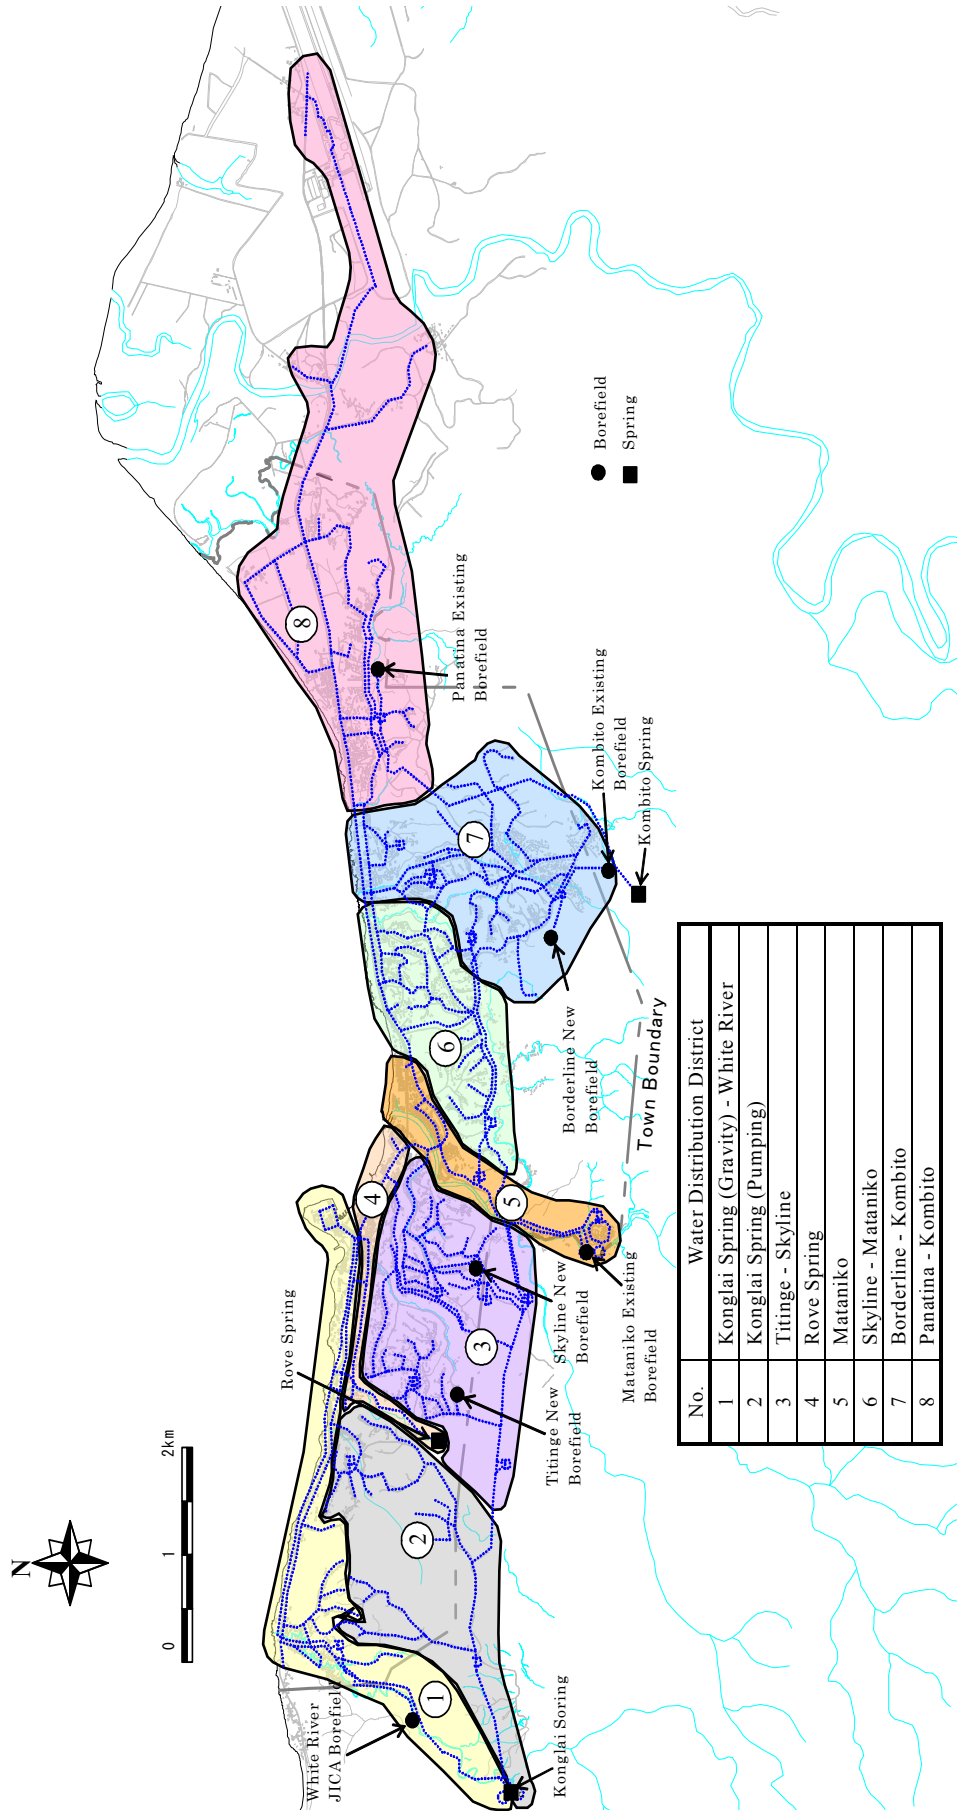 N
0 1 2km
White River
JICA Borefield
Konglai Soring
Rove Spring
Titinge New
Borefield
Skyline New
Borefield
Mataniko Existing
Borefield
Borderline New
Borefield
Town Boundary
Kombito Spring
Kombito Existing
Borefield
Panatina Existing
Borefield
Borefield
Spring
1
2
3
4
5
6
7
8
No. Water Distribution District
1 Konglai Spring (Gravity) - White River
2 Konglai Spring (Pumping)
3 Titinge - Skyline
4 Rove Spring
5 Mataniko
6 Skyline - Mataniko
7 Borderline - Kombito
8 Panatina - Kombito